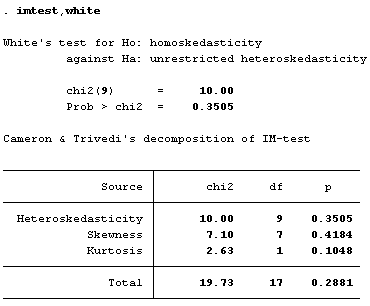 . imtest,white
White's test for Ho: homoskedasticity
against Ha: unrestricted heteroskedasticity
chi2(9) = 10.00
Prob > chi2 = 0.3505
Cameron & Trivedi's decomposition of IM-test
Source chi2 df p
Heteroskedasticity 10.00 9 0.3505
Skewness 7.10 7 0.4184
Kurtosis 2.63 1 0.1048
Total 19.73 17 0.2881